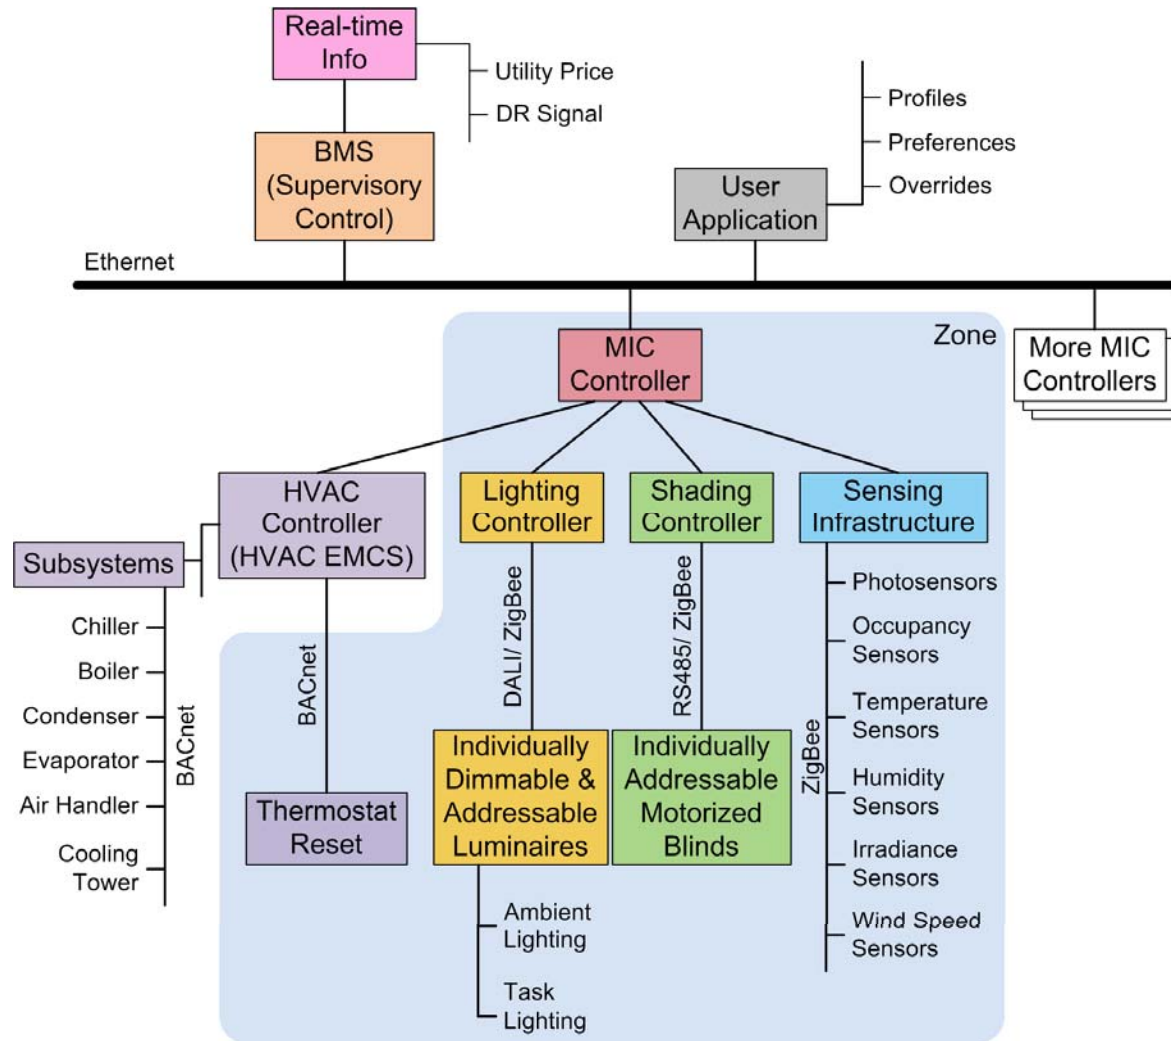 Real-time
Info
Utility Price
DR Signal
BMS
(Supervisory
Control)
Profiles
Preferences
Overrides
User
Application
Ethernet
Zone
MIC
Controller
More MIC
Controllers
HVAC
Controller
(HVAC EMCS)
Lighting
Controller
Shading
Controller
Sensing
Infrastructure
Subsystems
Chiller
Boiler
Condenser
Evaporator
Air Handler
Cooling
Tower
BACnet
BACnet
Thermostat
Reset
DALI/ ZigBee
Individually
Dimmable &
Addressable
Luminaires
Ambient
Lighting
Task
Lighting
RS485/ ZigBee
Individually
Addressable
Motorized
Blinds
ZigBee
Photosensors
Occupancy
Sensors
Temperature
Sensors
Humidity
Sensors
Irradiance
Sensors
Wind Speed
Sensors